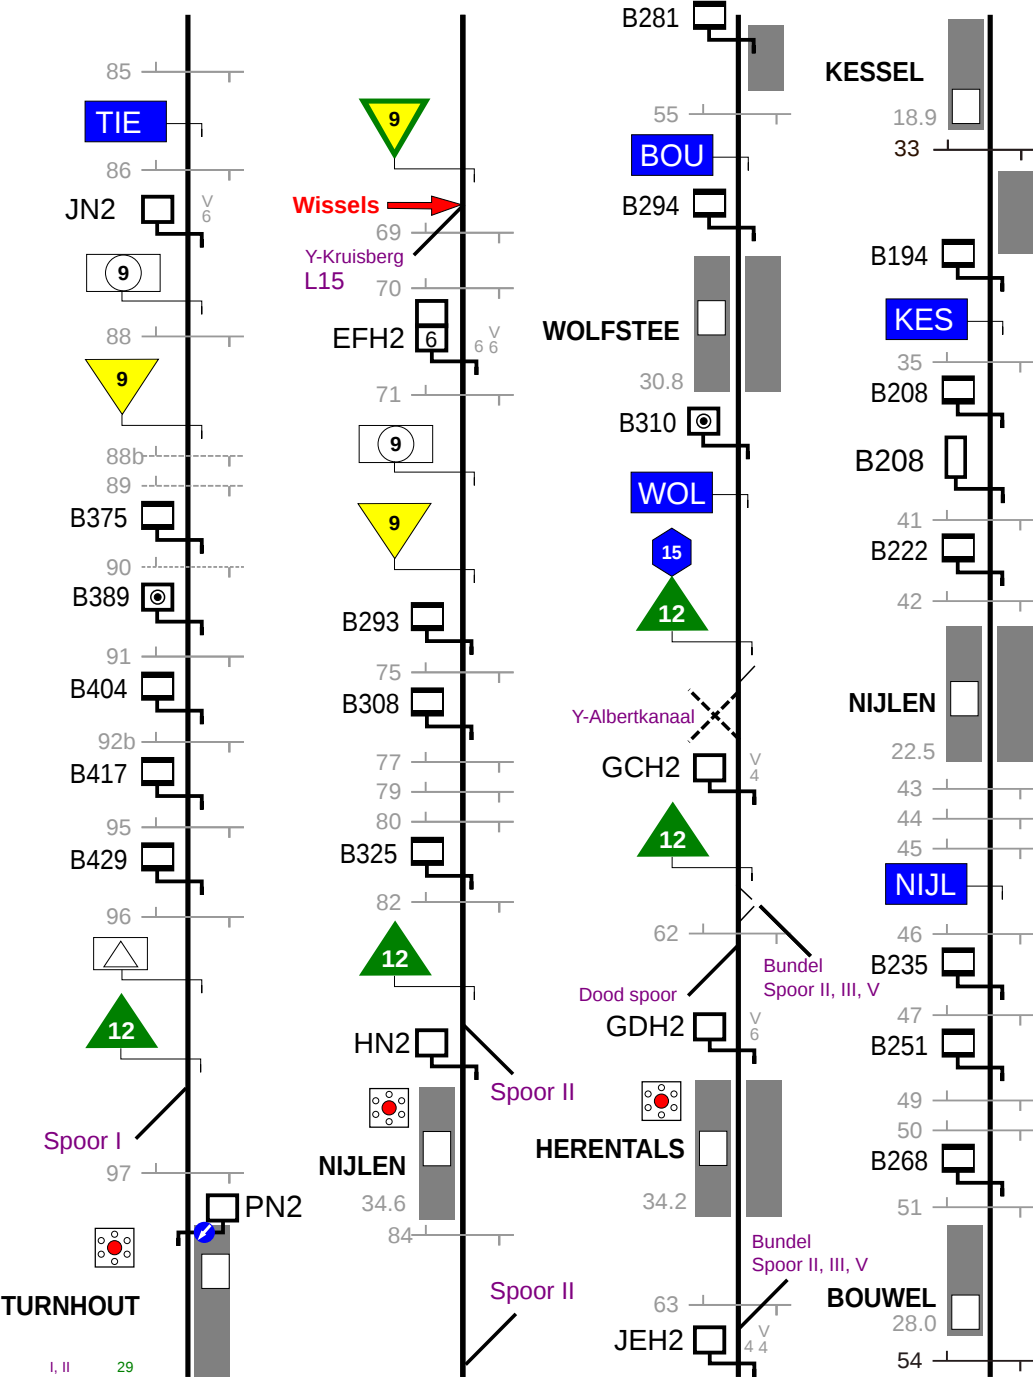 85
TIE
86
JN2
V
6
9
88
9
88b
89
B375
90
B389
91
B404
92b
B417
95
B429
96
12
Spoor I
97
PN2
TURNHOUT
I, II
29
9
Wissels
69
Y-Kruisberg
L15
70
EFH2
6
V
6 6
71
9
9
B293
75
B308
77
79
80
B325
82
12
HN2
Spoor II
NIJLEN
34.6
84
Spoor II
B281
55
BOU
B294
WOLFSTEE
30.8
B310
WOL
15
12
Y-Albertkanaal
GCH2
V
4
12
62
Bundel
Spoor II, III, V
Dood spoor
GDH2
V
6
HERENTALS
34.2
Bundel
Spoor II, III, V
63
JEH2
V
4 4
KESSEL
18.9
33
B194
KES
35
B208
B208
41
B222
42
NIJLEN
22.5
43
44
45
NIJL
46
B235
47
B251
49
50
B268
51
BOUWEL
28.0
54